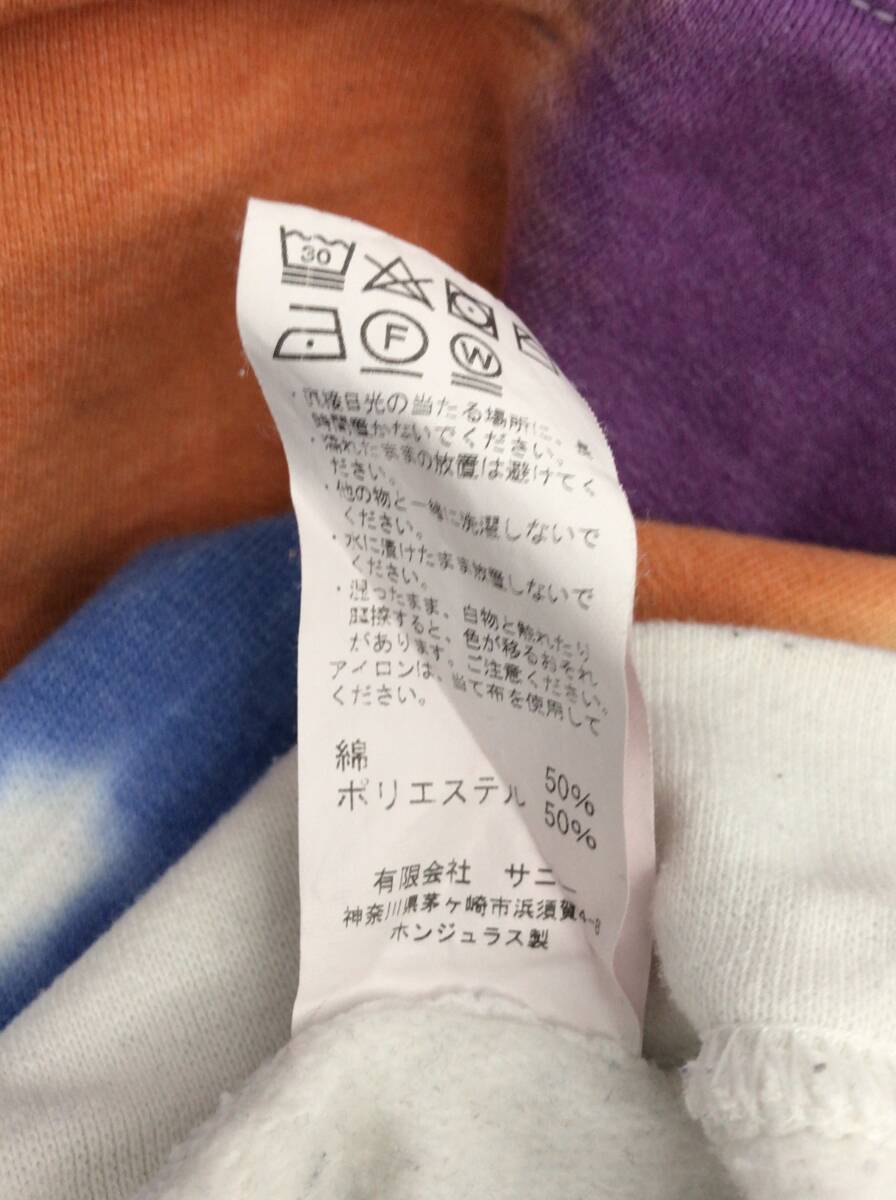 30
F
W
・直接日光の当たる場所に、長
時間置かないでください。
・濡れたままの放置は避けてく
ださい。
・他の物と一緒に洗濯しないで
ください。
・水に漬けたまま放置しないで
ください。
・湿ったまま、白物と触れたり
摩擦すると、色が移るおそれ
があります。ご注意ください。
アイロンは、当て布を使用して
ください。
綿 50%
ポリエステル 50%
有限会社 サニー
神奈川県茅ヶ崎市浜須賀4-8
ホンジュラス製